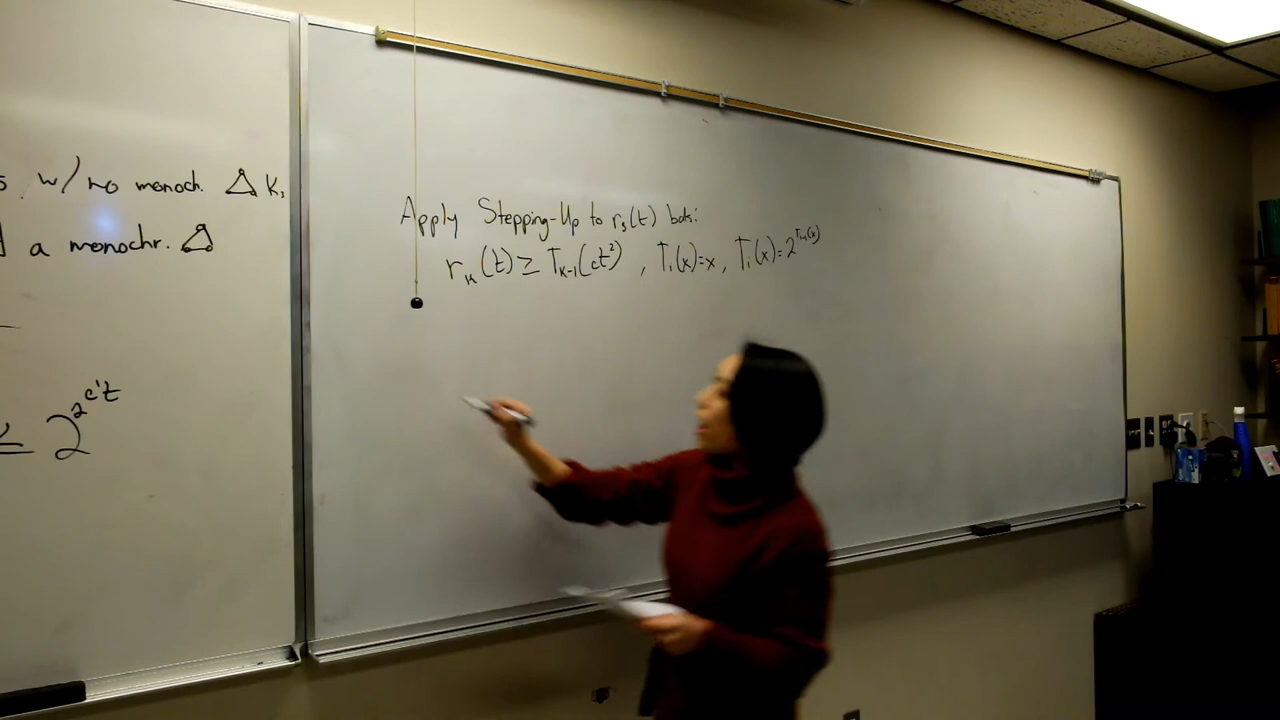 w/ no monoch. △ K₃
a monochr. △
2^{2^{c't}}
Apply Stepping-Up to r₃(t) bds:
rₖ(t) ≥ Tₖ₋₁(ct²) , T₁(x)=x, Tᵢ(x)=2^{Tᵢ₋₁(x)}